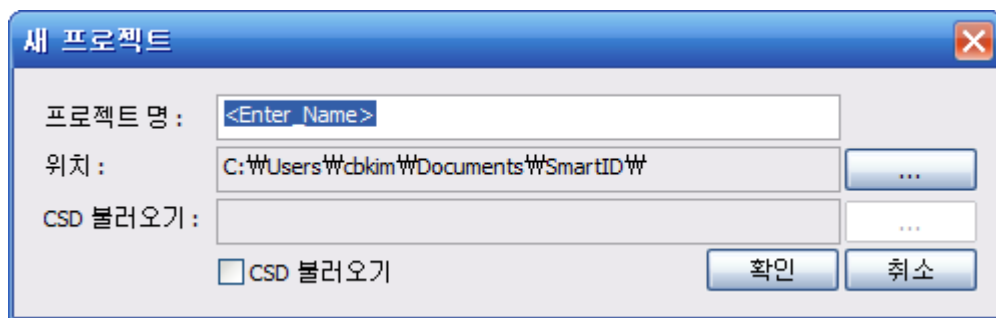 새 프로젝트
프로젝트 명 : <Enter_Name>
위치 : C:₩Users₩cbkim₩Documents₩SmartID₩ ...
CSD 불러오기 : ...
CSD 불러오기 확인 취소